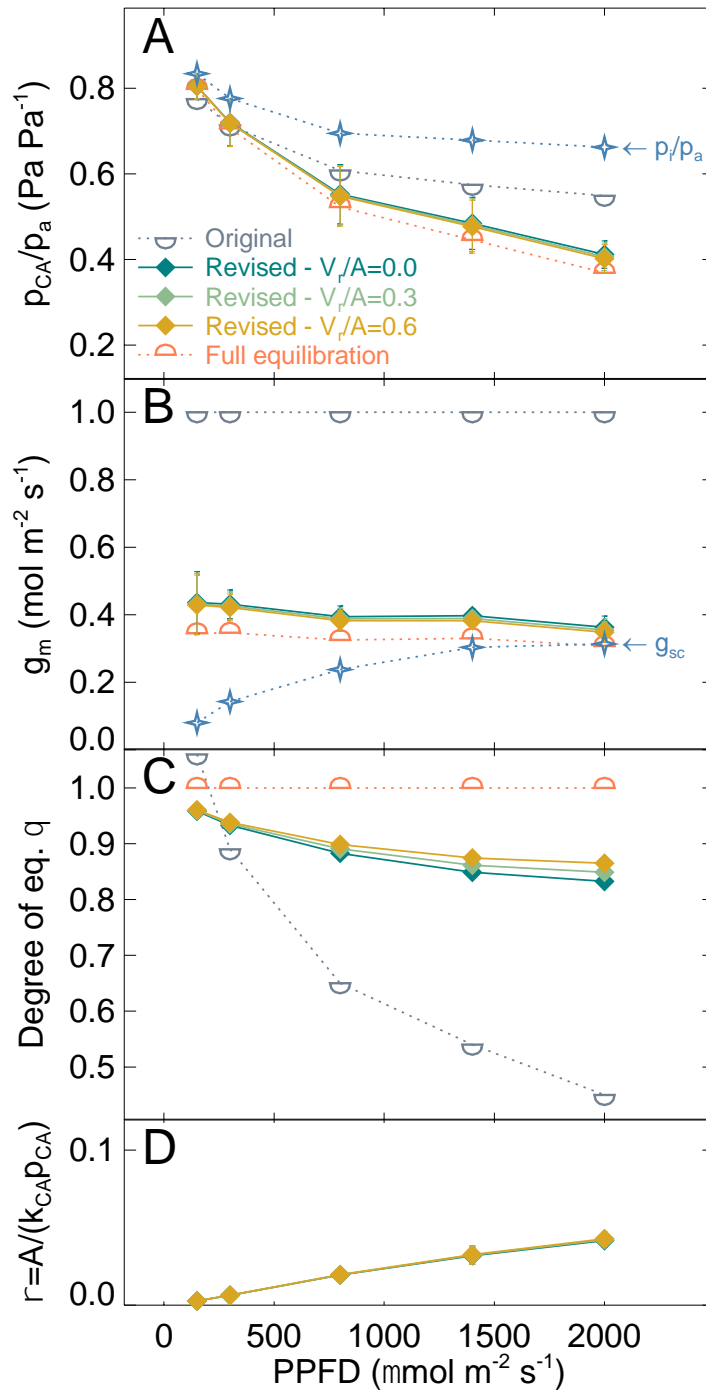 A
0.8
0.6
0.4
0.2
p_CA/p_a (Pa Pa⁻¹)
← p_i/p_a
Original
Revised - V_r/A=0.0
Revised - V_r/A=0.3
Revised - V_r/A=0.6
Full equilibration
B
1.0
0.8
0.6
0.4
0.2
0.0
g_m (mol m⁻² s⁻¹)
← g_sc
C
1.0
0.9
0.8
0.7
0.6
0.5
Degree of eq. q
D
0.1
0.0
r=A/(k_CA p_CA)
0 500 1000 1500 2000
PPFD (mmol m⁻² s⁻¹)